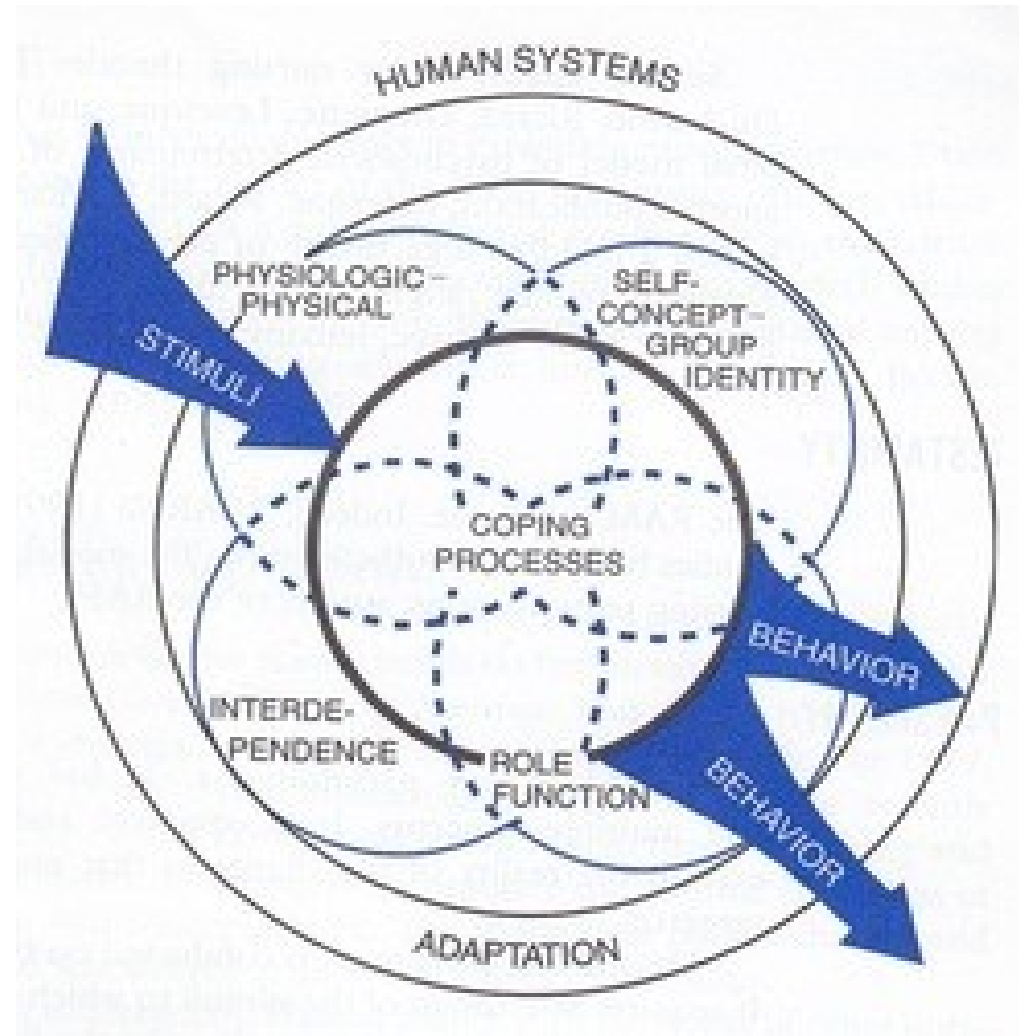 HUMAN SYSTEMS
PHYSIOLOGIC–
PHYSICAL
SELF-
CONCEPT–
GROUP
IDENTITY
STIMULI
COPING
PROCESSES
BEHAVIOR
INTERDE-
PENDENCE
ROLE
FUNCTION
BEHAVIOR
ADAPTATION